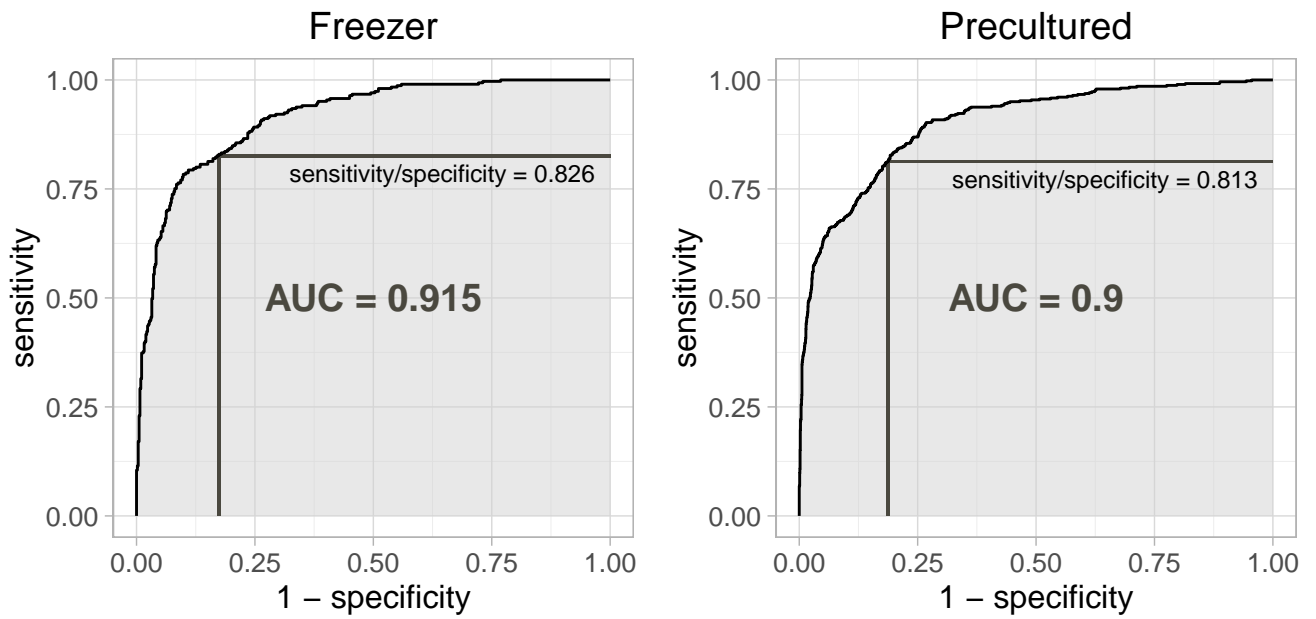 Freezer
1.00
0.75
0.50
0.25
0.00
sensitivity
sensitivity/specificity = 0.826
AUC = 0.915
0.00 0.25 0.50 0.75 1.00
1 − specificity
Precultured
1.00
0.75
0.50
0.25
0.00
sensitivity
sensitivity/specificity = 0.813
AUC = 0.9
0.00 0.25 0.50 0.75 1.00
1 − specificity